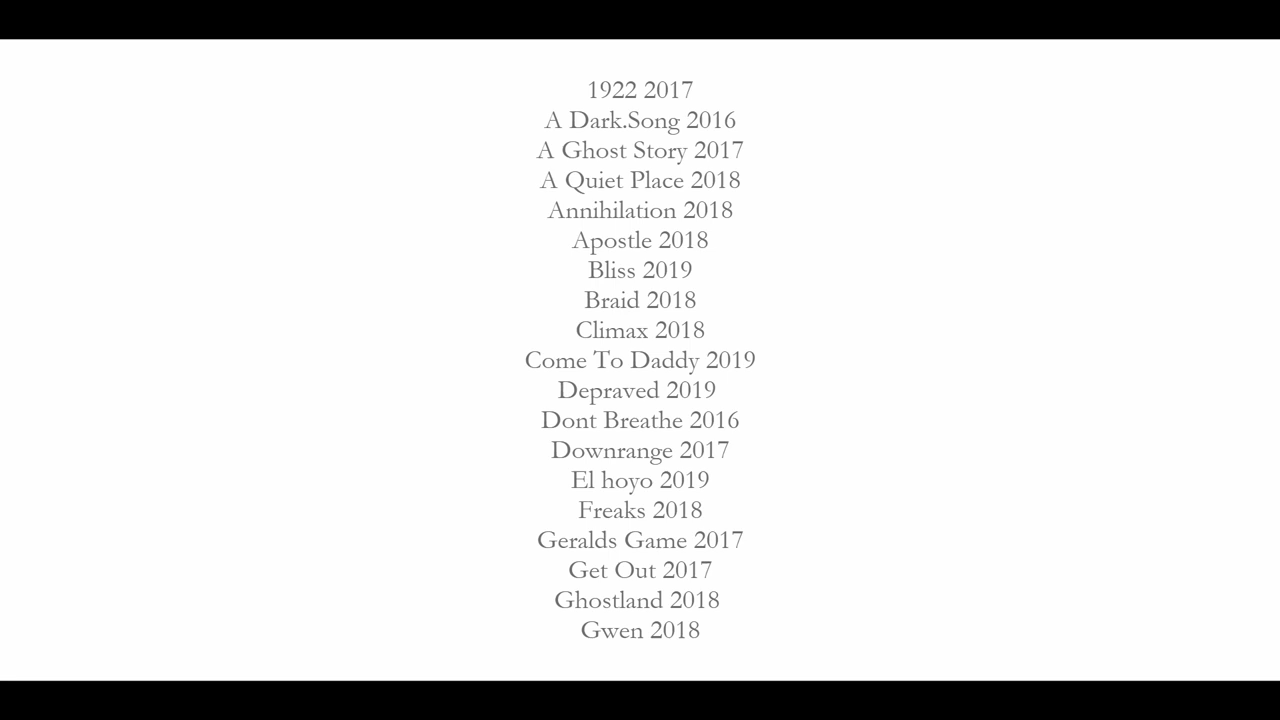 1922 2017
A Dark.Song 2016
A Ghost Story 2017
A Quiet Place 2018
Annihilation 2018
Apostle 2018
Bliss 2019
Braid 2018
Climax 2018
Come To Daddy 2019
Depraved 2019
Dont Breathe 2016
Downrange 2017
El hoyo 2019
Freaks 2018
Geralds Game 2017
Get Out 2017
Ghostland 2018
Gwen 2018